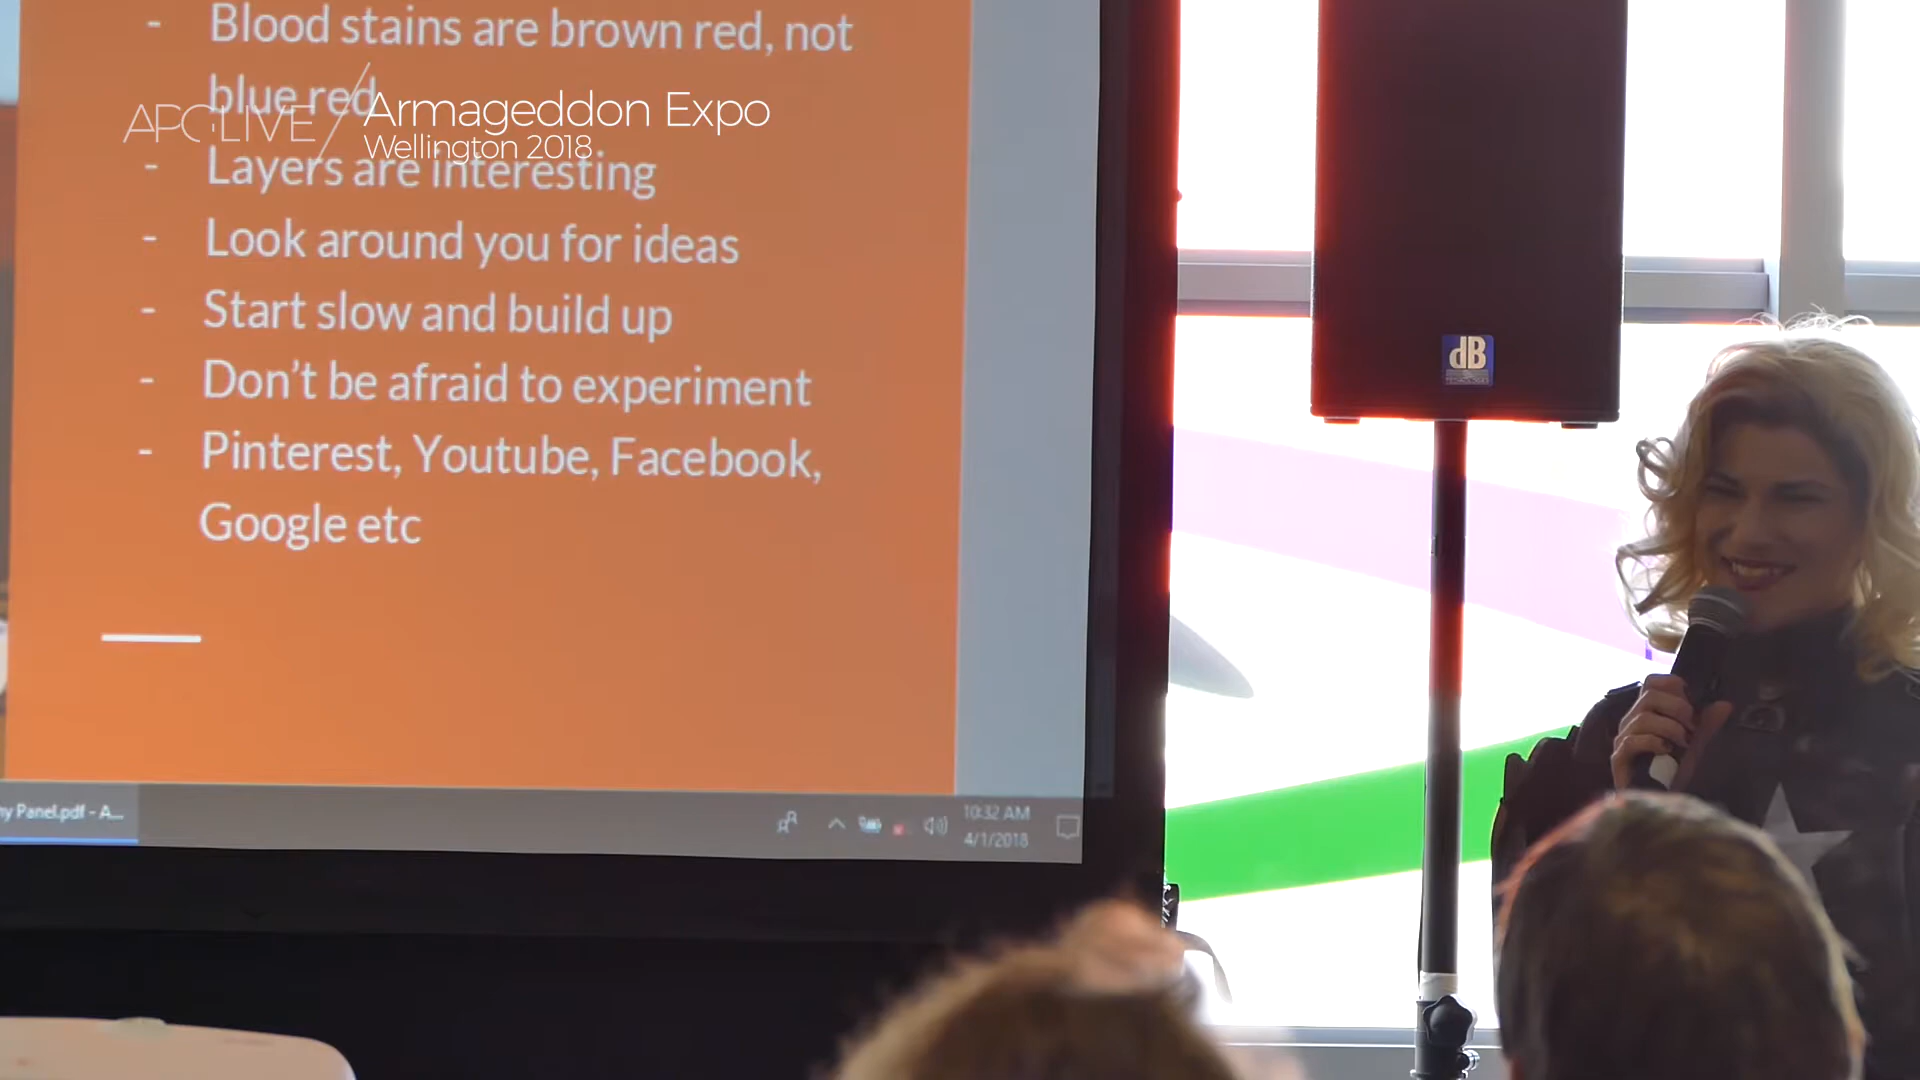 - Blood stains are brown red, not
blue red
APC LIVE
Armageddon Expo
Wellington 2018
- Layers are interesting
- Look around you for ideas
- Start slow and build up
- Don't be afraid to experiment
- Pinterest, Youtube, Facebook,
Google etc
dB
Panel.pdf - A...
10:32 AM
4/1/2018